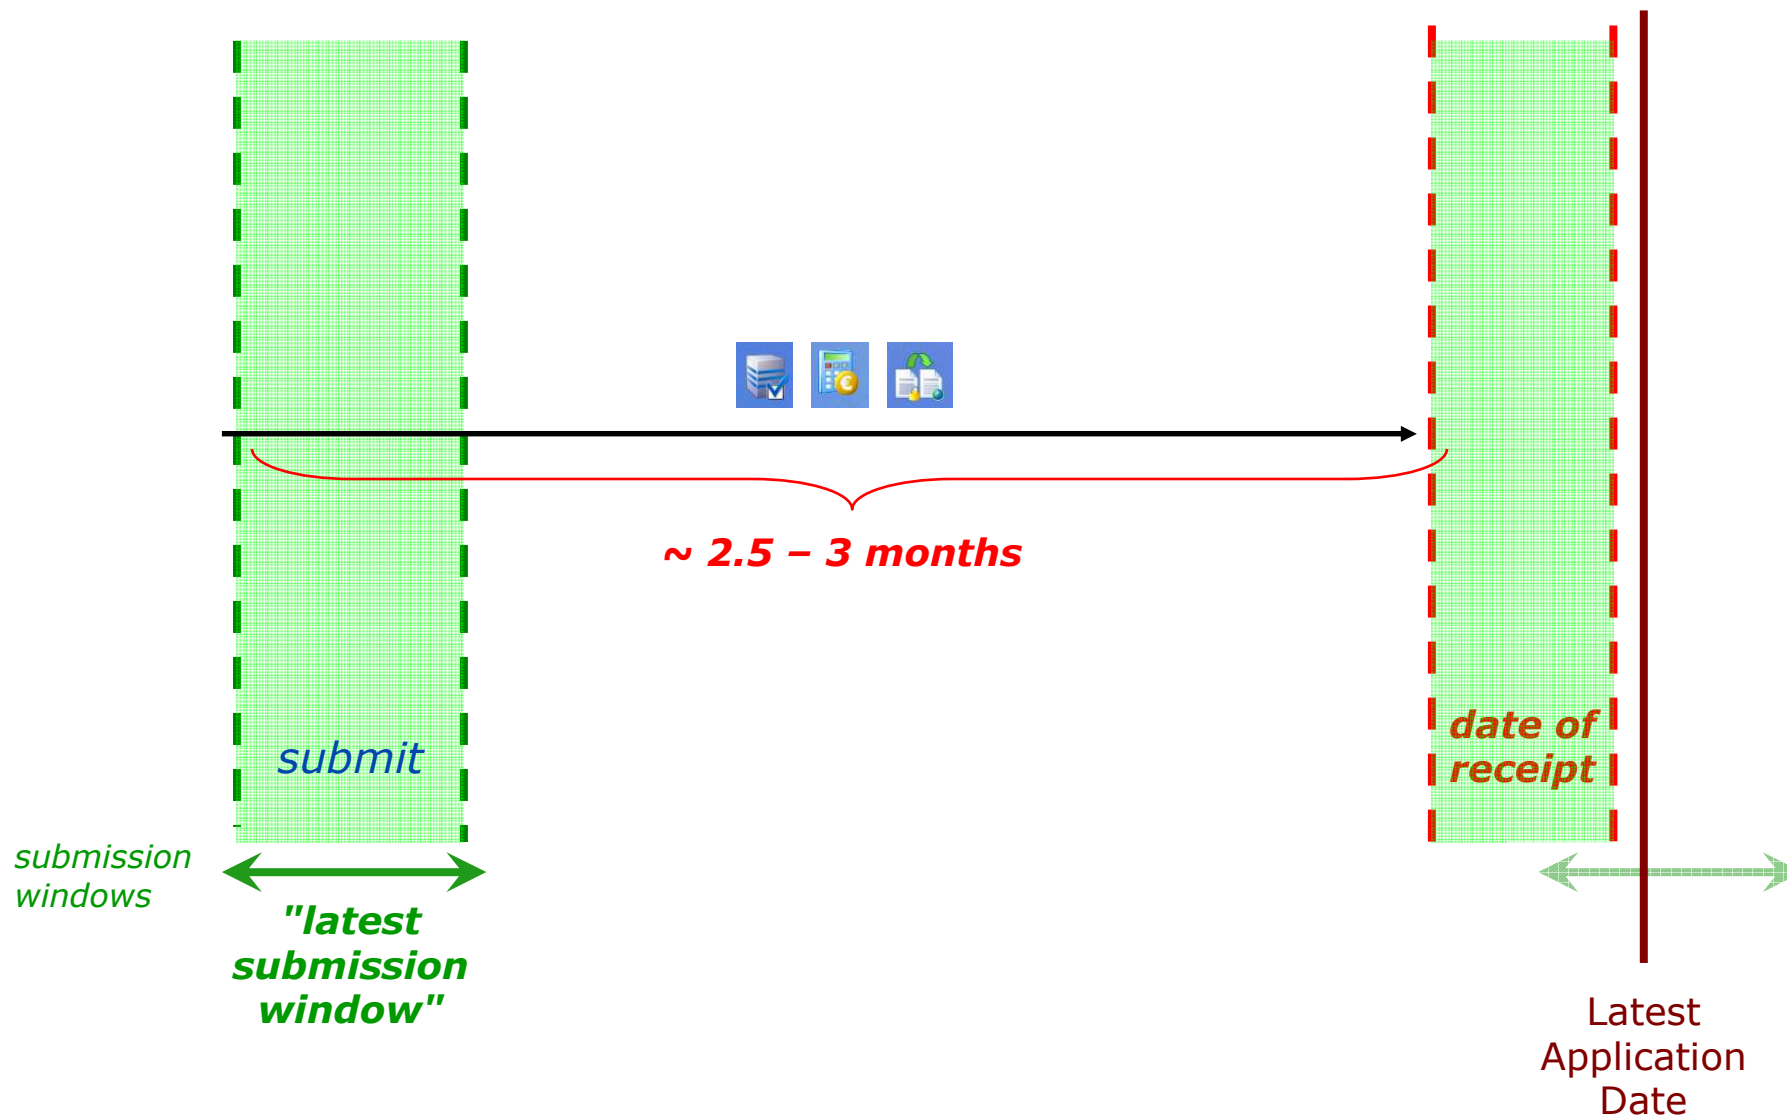 ~ 2.5 – 3 months
submit
date of
receipt
submission
windows
"latest
submission
window"
Latest
Application
Date